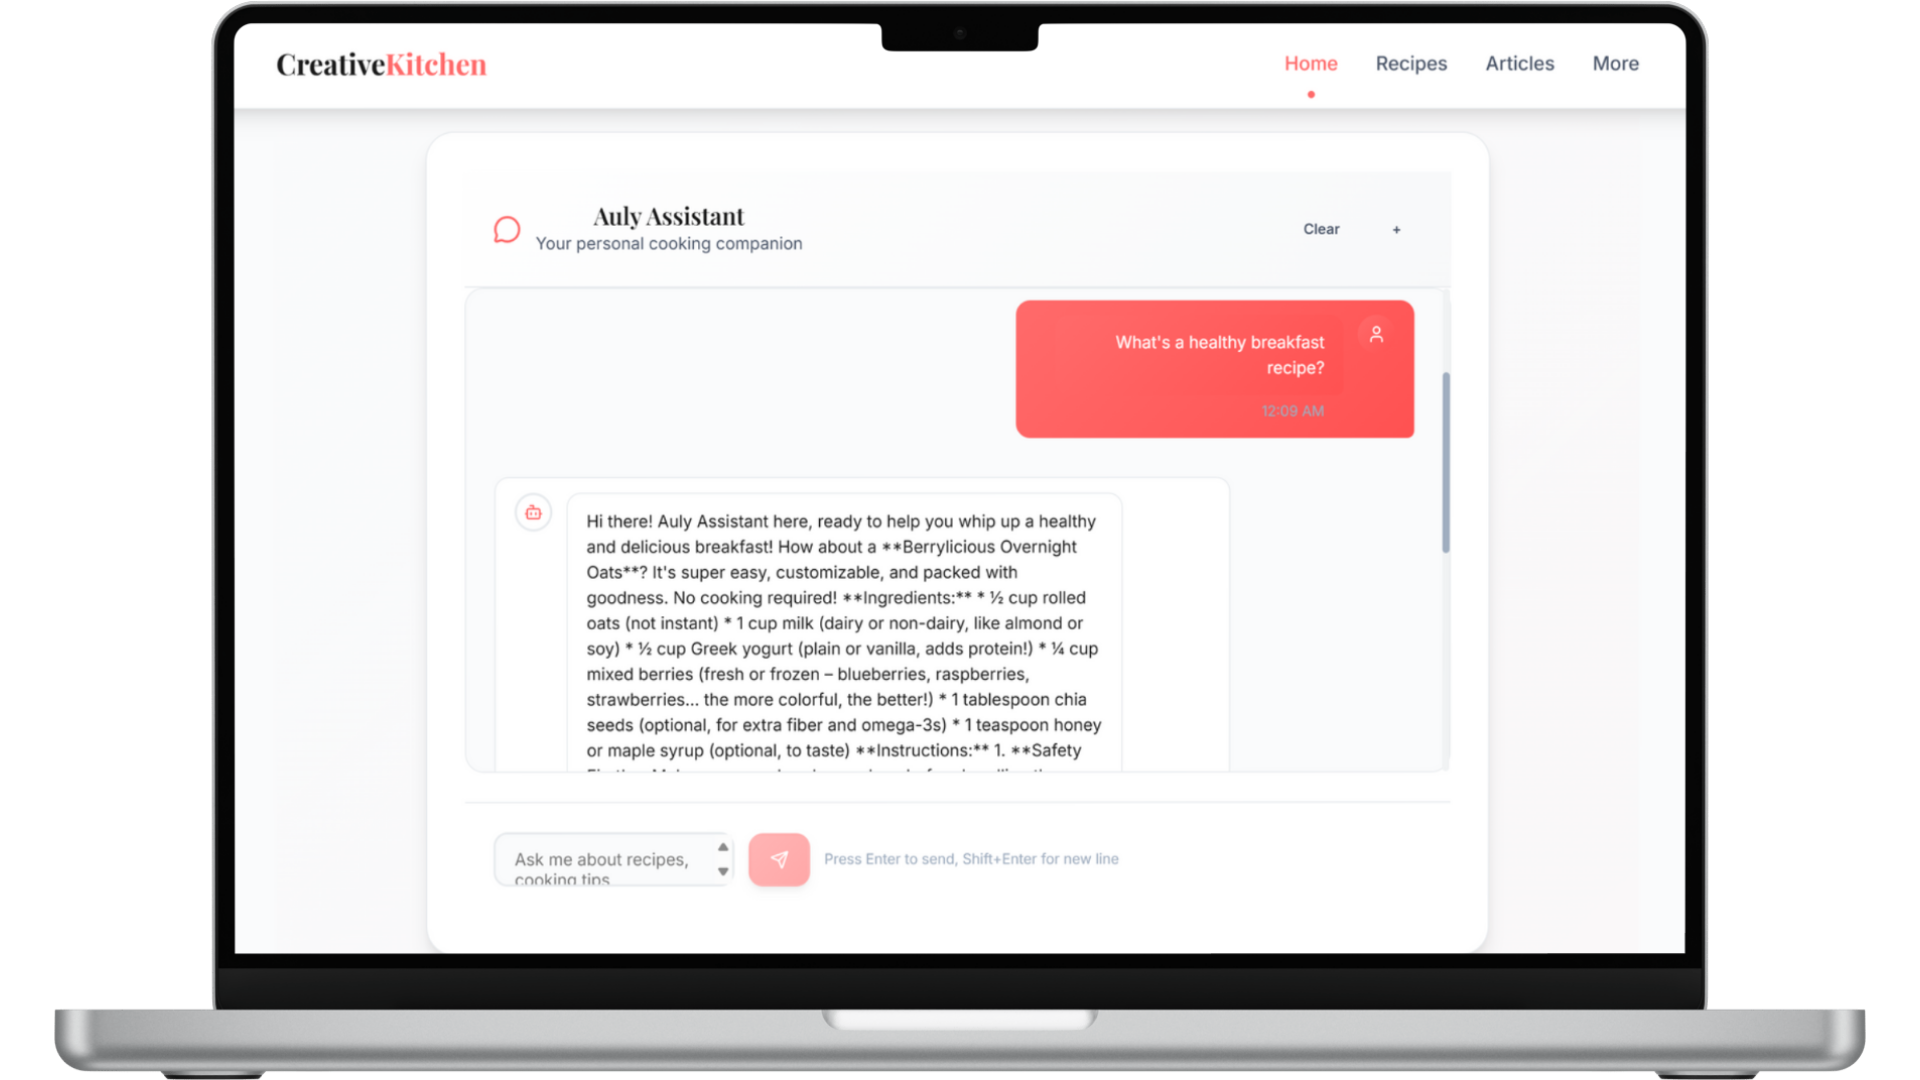 CreativeKitchen
Home
Recipes
Articles
More
Auly Assistant
Your personal cooking companion
Clear
+
What's a healthy breakfast
recipe?
12:09 AM
Hi there! Auly Assistant here, ready to help you whip up a healthy
and delicious breakfast! How about a **Berrylicious Overnight
Oats**? It's super easy, customizable, and packed with
goodness. No cooking required! **Ingredients:** * ½ cup rolled
oats (not instant) * 1 cup milk (dairy or non-dairy, like almond or
soy) * ½ cup Greek yogurt (plain or vanilla, adds protein!) * ¼ cup
mixed berries (fresh or frozen – blueberries, raspberries,
strawberries... the more colorful, the better!) * 1 tablespoon chia
seeds (optional, for extra fiber and omega-3s) * 1 teaspoon honey
or maple syrup (optional, to taste) **Instructions:** 1. **Safety
Ask me about recipes,
cooking tips
Press Enter to send, Shift+Enter for new line